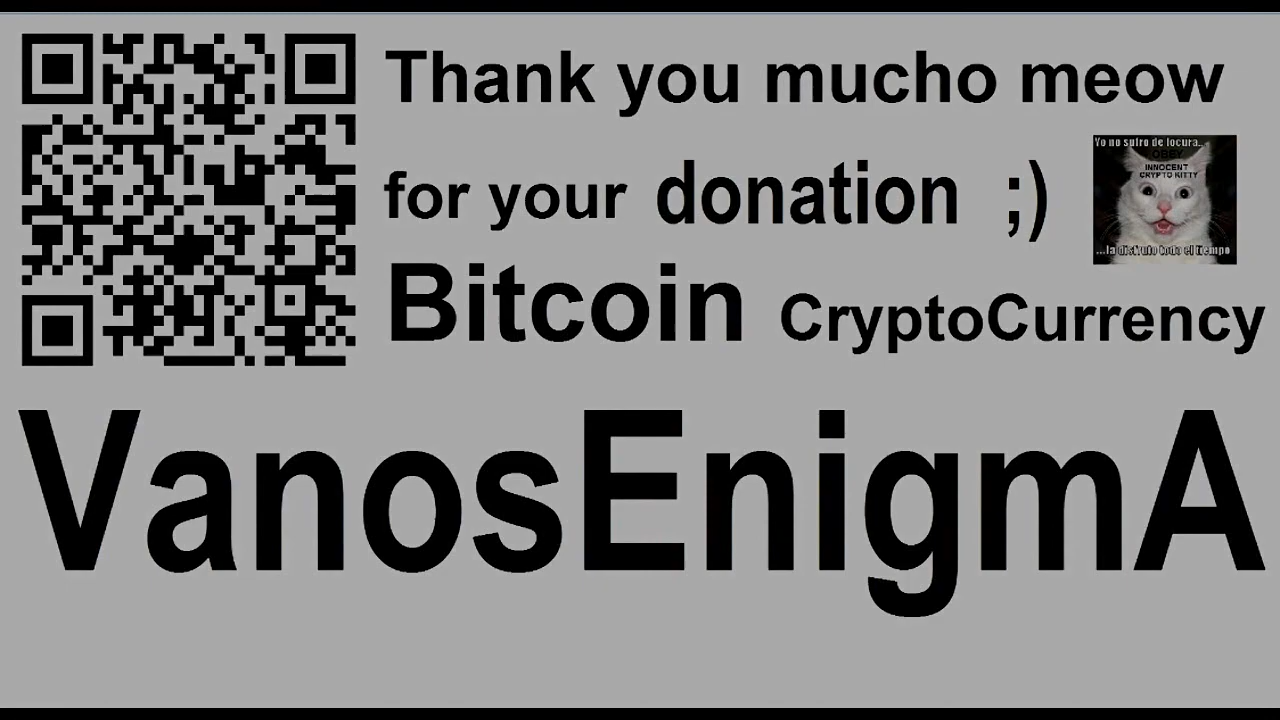 Thank you mucho meow
for your donation ;)
Yo no sufro de locura...
OBEY
INNOCENT
CRYPTO KITTY
...la disfruto todo el tiempo
Bitcoin CryptoCurrency
VanosEnigmA